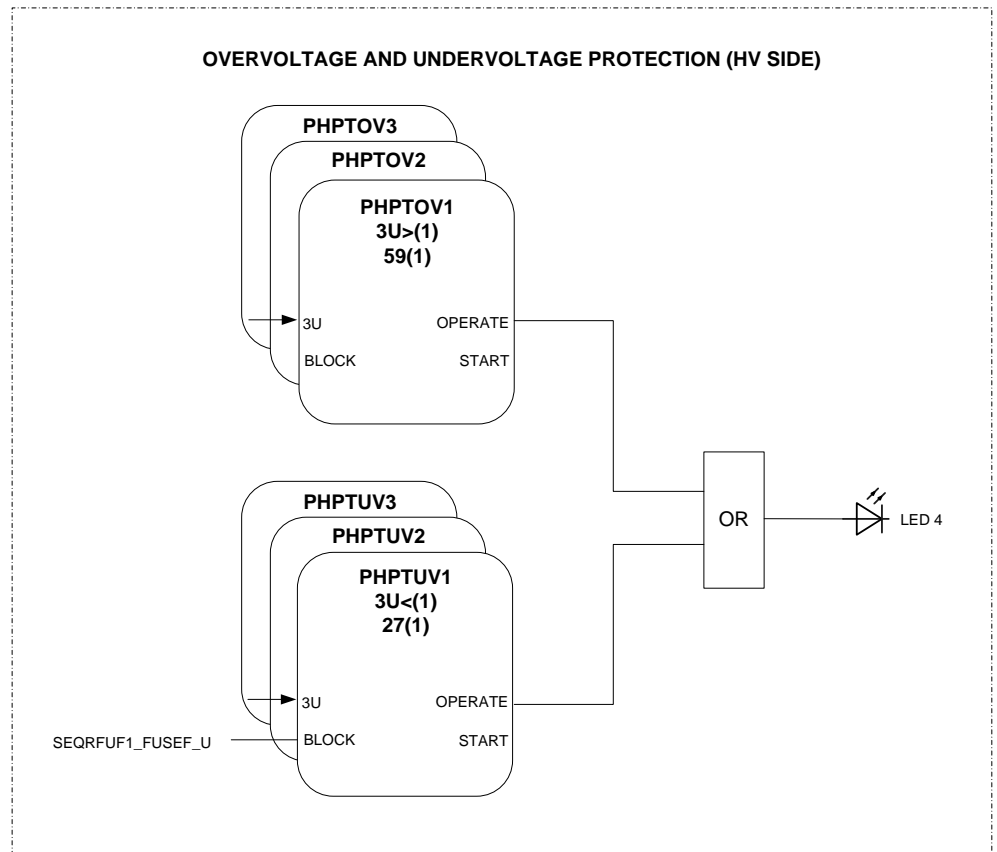 OVERVOLTAGE AND UNDERVOLTAGE PROTECTION (HV SIDE)
PHPTOV3
PHPTOV2
PHPTOV1
3U>(1)
59(1)
3U
OPERATE
BLOCK
START
PHPTUV3
PHPTUV2
PHPTUV1
3U<(1)
27(1)
3U
OPERATE
SEQRFUF1_FUSEF_U
BLOCK
START
OR
LED 4